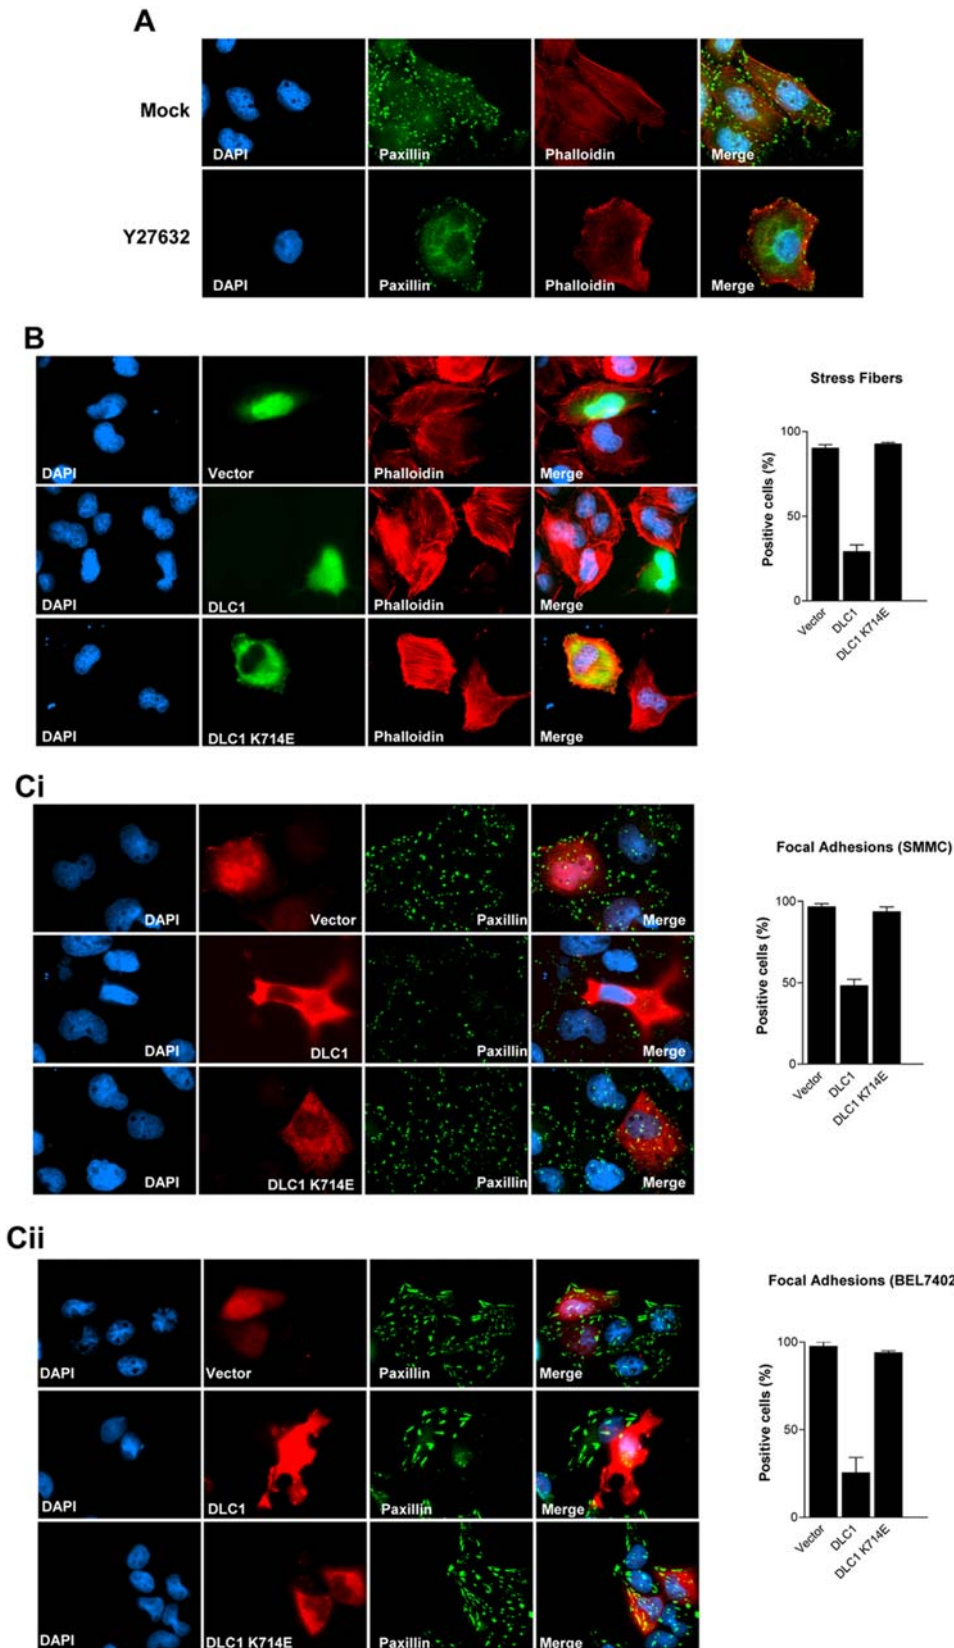 A
Mock
DAPI
Paxillin
Phalloidin
Merge
Y27632
DAPI
Paxillin
Phalloidin
Merge
B
DAPI
Vector
Phalloidin
Merge
DAPI
DLC1
Phalloidin
Merge
DAPI
DLC1 K714E
Phalloidin
Merge
Stress Fibers
Positive cells (%)
100
50
0
Vector
DLC1
DLC1 K714E
Ci
DAPI
Vector
Paxillin
Merge
DAPI
DLC1
Paxillin
Merge
DAPI
DLC1 K714E
Paxillin
Merge
Focal Adhesions (SMMC)
Positive cells (%)
100
50
0
Vector
DLC1
DLC1 K714E
Cii
DAPI
Vector
Paxillin
Merge
DAPI
DLC1
Paxillin
Merge
DAPI
DLC1 K714E
Paxillin
Merge
Focal Adhesions (BEL7402
Positive cells (%)
100
50
0
Vector
DLC1
DLC1 K714E